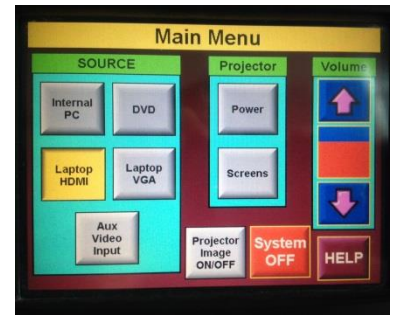 Main Menu
SOURCE
Projector
Volume
Internal
PC
DVD
Power
Laptop
HDMI
Laptop
VGA
Screens
Aux
Video
Input
Projector
Image
ON/OFF
System
OFF
HELP